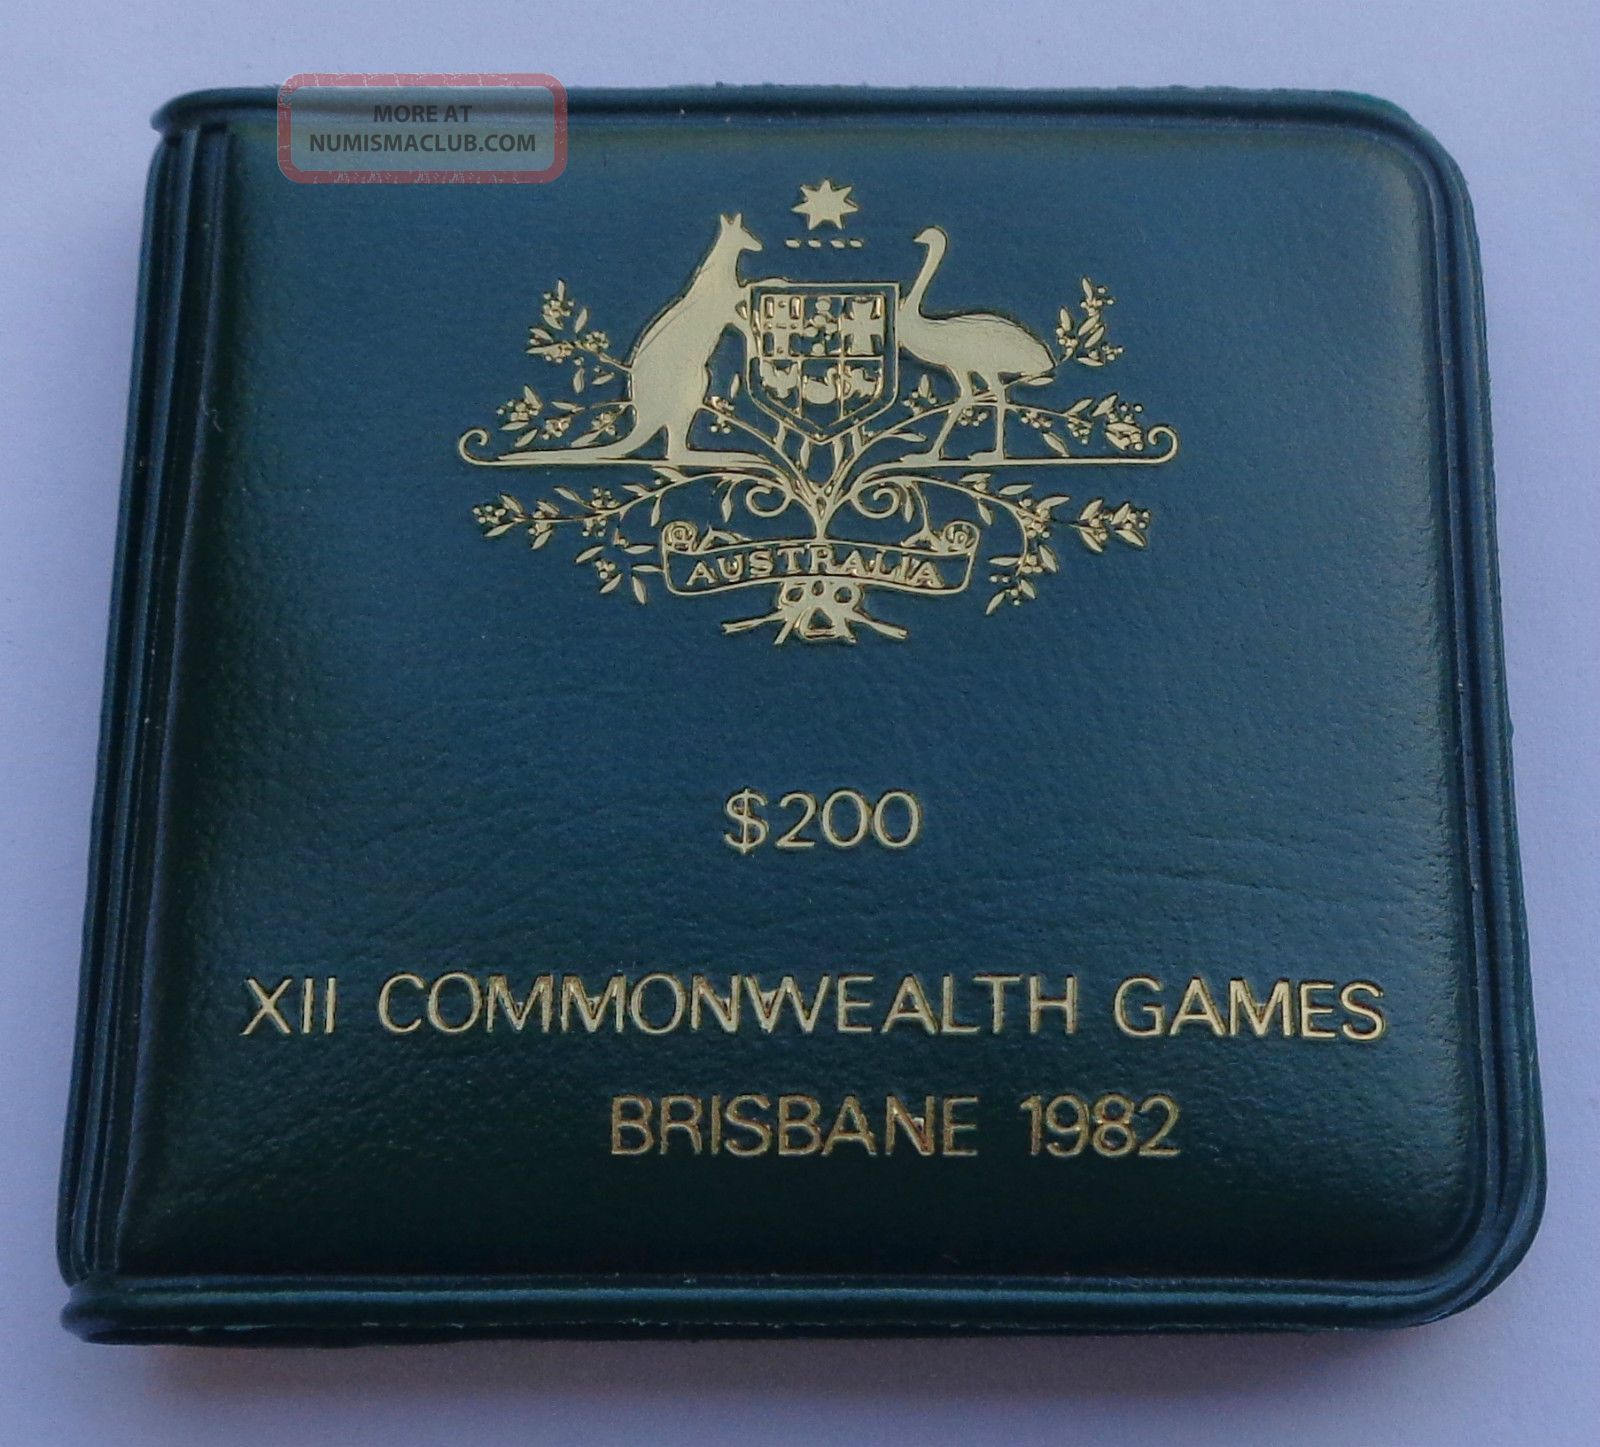 MORE AT
NUMISMACLUB.COM
AUSTRALIA
$200
XII COMMONWEALTH GAMES
BRISBANE 1982